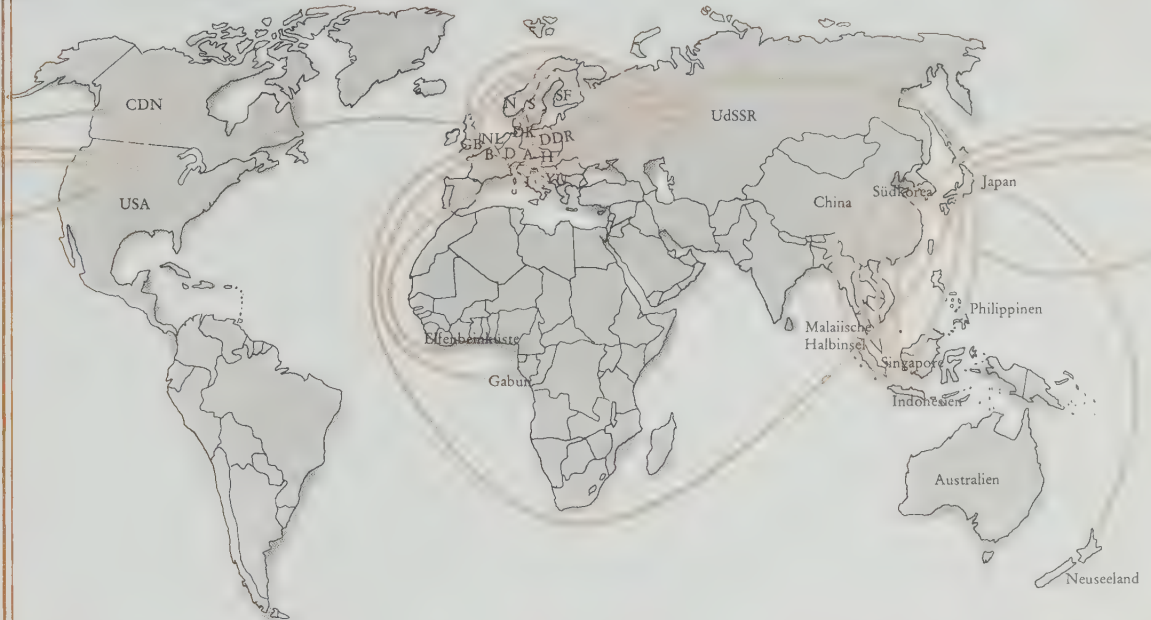 CDN
USA
N
S
SF
GB
NL
DK
DDR
B
D
A
H
I
YU
UdSSR
China
Südkorea
Japan
Philippinen
Malaiische
Halbinsel
Singapore
Indonesien
Elfenbeinküste
Gabun
Australien
Neuseeland